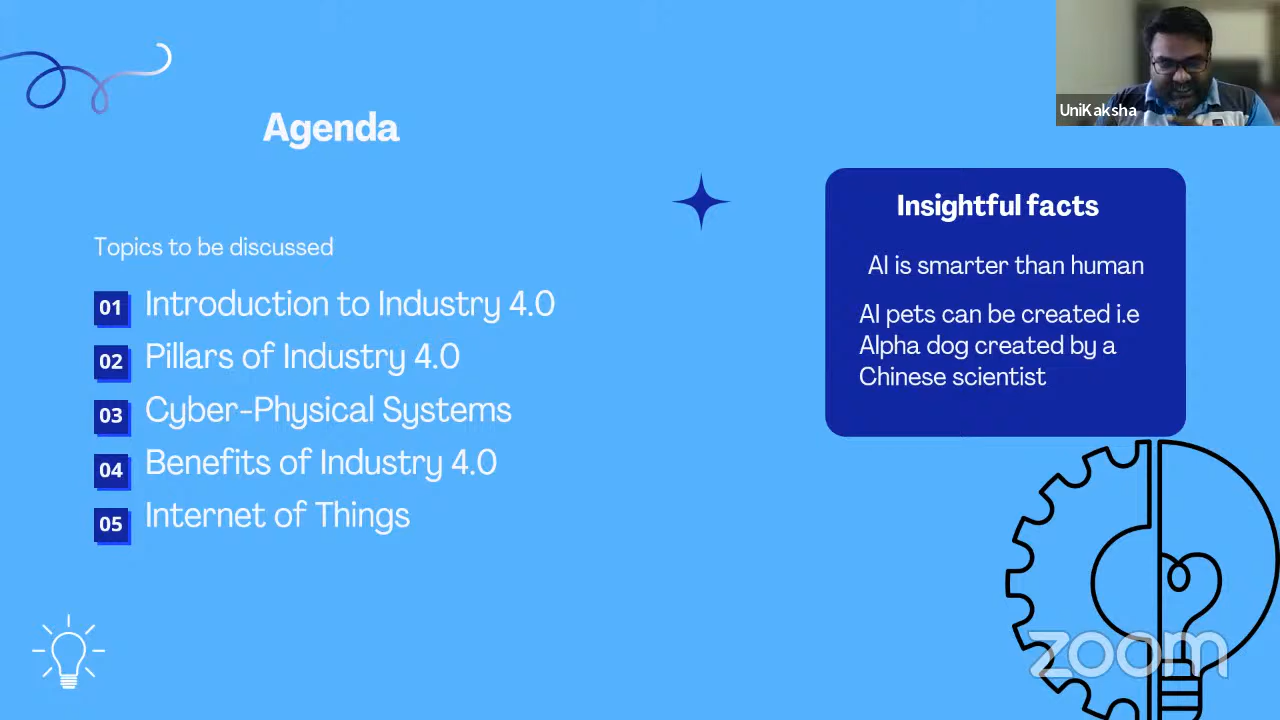 UniKaksha
Agenda
Topics to be discussed
01 Introduction to Industry 4.0
02 Pillars of Industry 4.0
03 Cyber-Physical Systems
04 Benefits of Industry 4.0
05 Internet of Things
Insightful facts
AI is smarter than human
AI pets can be created i.e
Alpha dog created by a
Chinese scientist
zoom